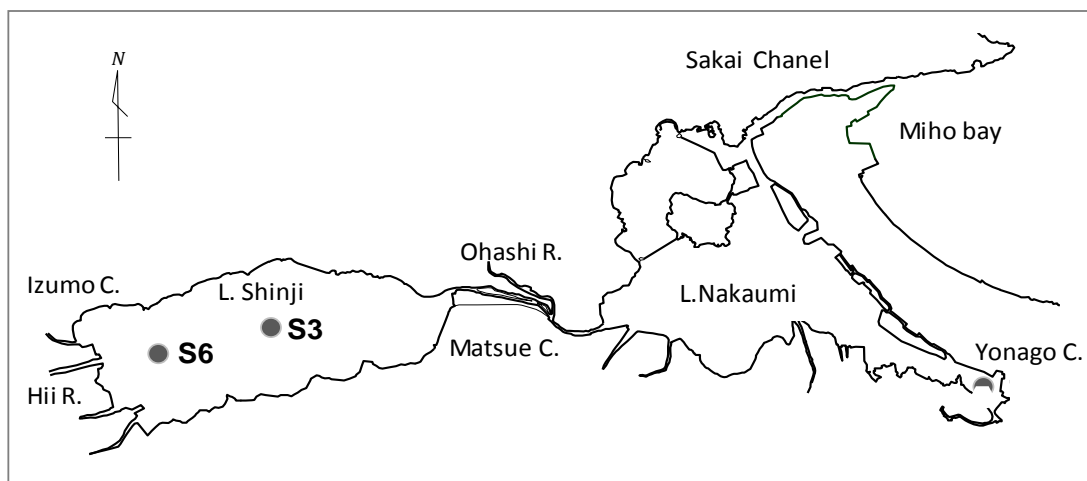 Sakai Chanel
N
Miho bay
Ohashi R.
Izumo C.
L. Shinji
L.Nakaumi
S3
S6
Matsue C.
Yonago C.
Hii R.